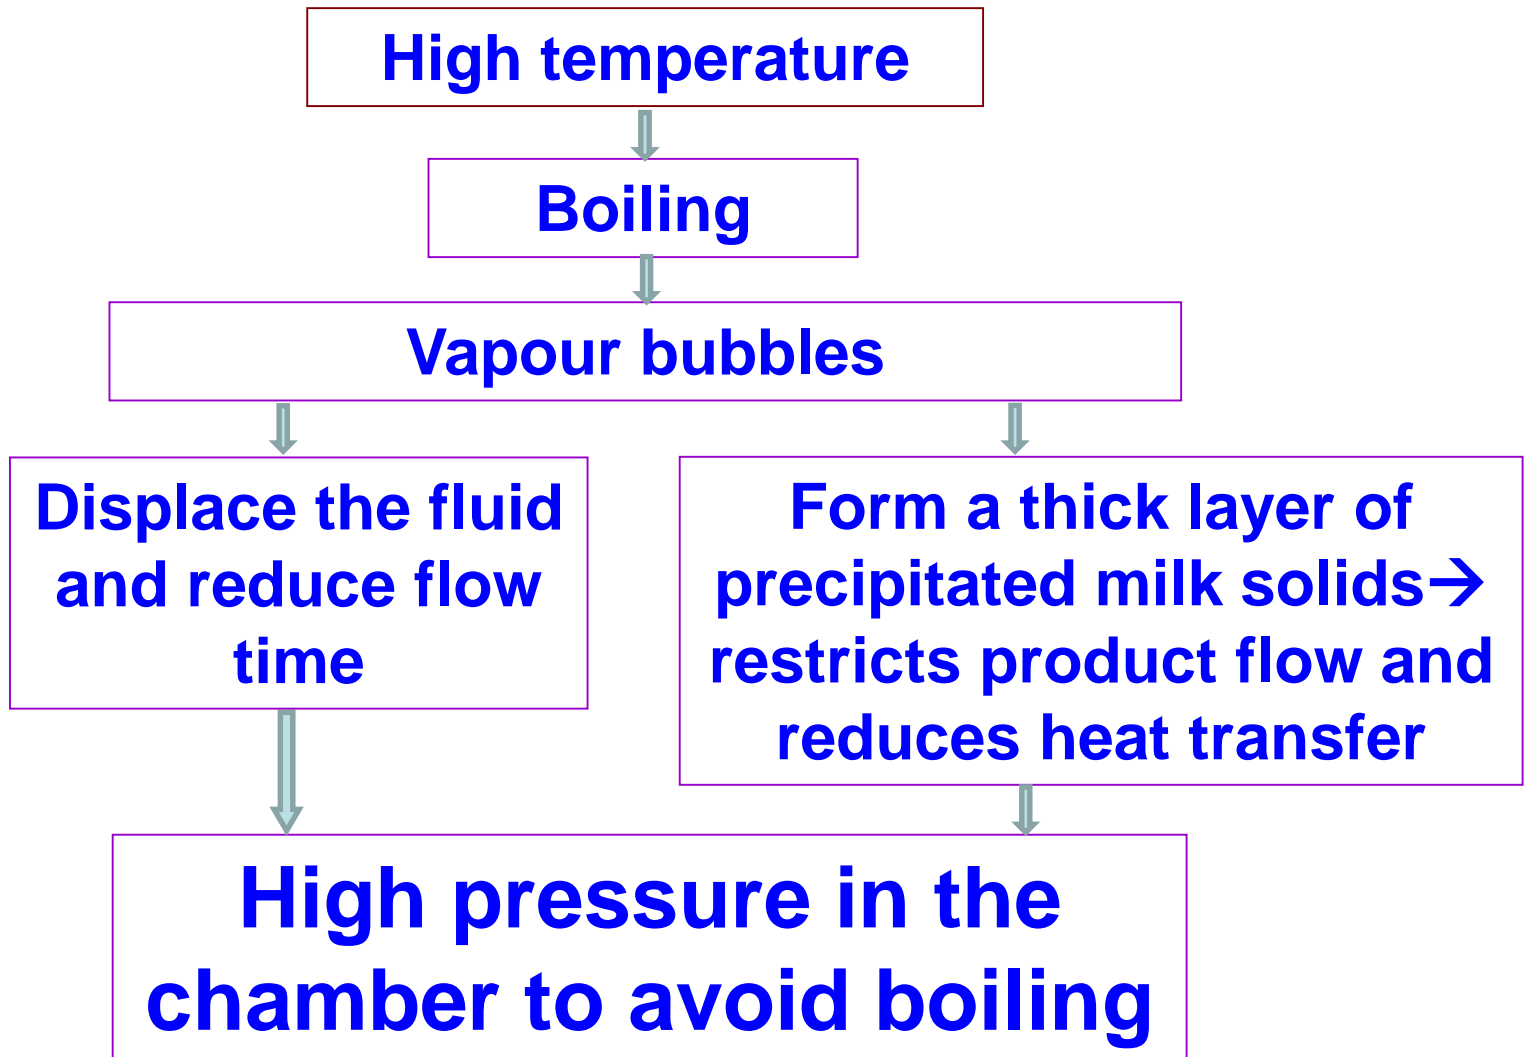 High temperature
Boiling
Vapour bubbles
Displace the fluid
and reduce flow
time
Form a thick layer of
precipitated milk solids→
restricts product flow and
reduces heat transfer
High pressure in the
chamber to avoid boiling